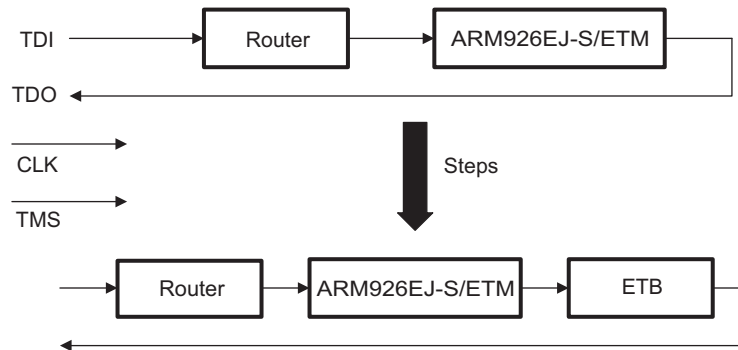 TDI
Router
ARM926EJ-S/ETM
TDO
CLK
Steps
TMS
Router
ARM926EJ-S/ETM
ETB